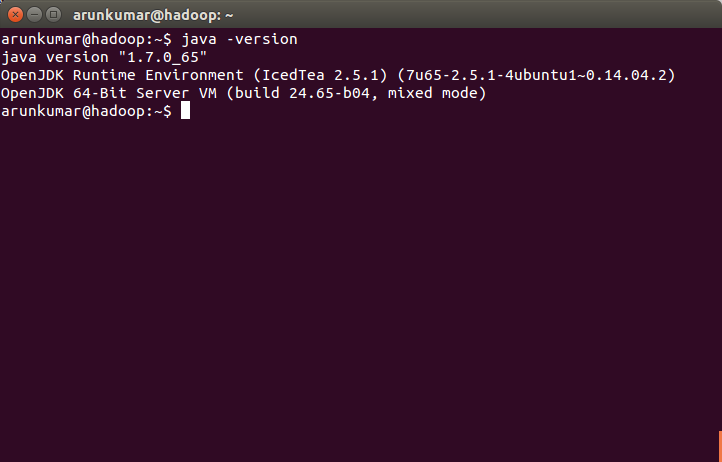 arunkumar@hadoop: ~
arunkumar@hadoop:~$ java -version
java version "1.7.0_65"
OpenJDK Runtime Environment (IcedTea 2.5.1) (7u65-2.5.1-4ubuntu1~0.14.04.2)
OpenJDK 64-Bit Server VM (build 24.65-b04, mixed mode)
arunkumar@hadoop:~$